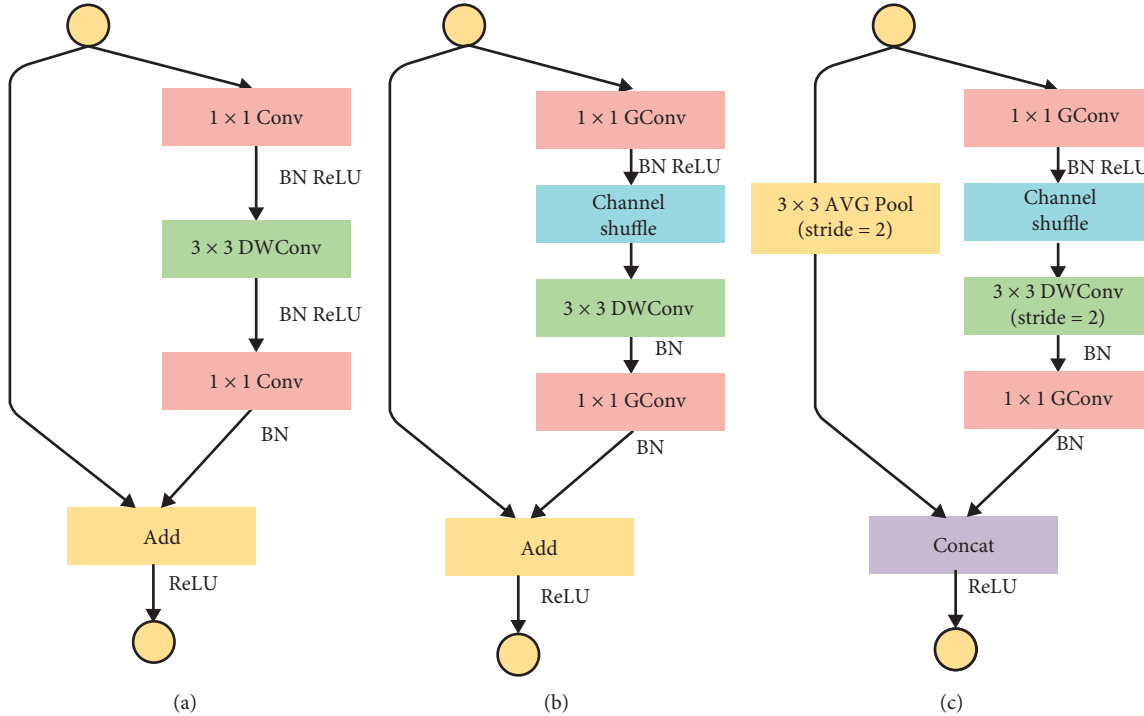 1 × 1 Conv
BN ReLU
3 × 3 DWConv
BN ReLU
1 × 1 Conv
BN
Add
ReLU
(a)
1 × 1 GConv
BN ReLU
Channel
shuffle
3 × 3 DWConv
BN
1 × 1 GConv
BN
Add
ReLU
(b)
1 × 1 GConv
BN ReLU
3 × 3 AVG Pool
(stride = 2)
Channel
shuffle
3 × 3 DWConv
(stride = 2)
BN
1 × 1 GConv
BN
Concat
ReLU
(c)